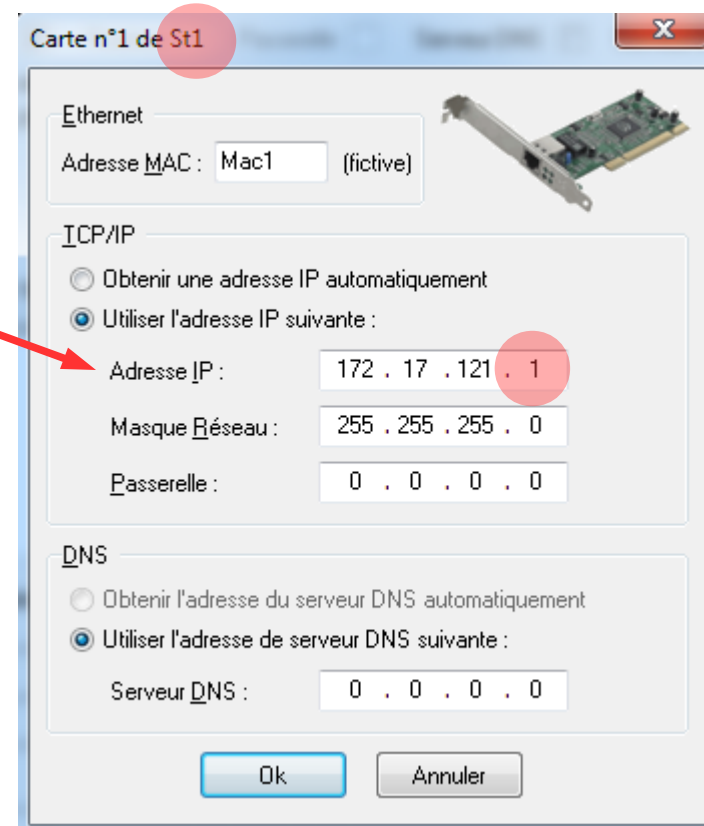 Carte n°1 de St1
Ethernet
Adresse MAC : Mac1 (fictive)
TCP/IP
Obtenir une adresse IP automatiquement
Utiliser l'adresse IP suivante :
Adresse IP : 172 . 17 . 121 . 1
Masque Réseau : 255 . 255 . 255 . 0
Passerelle : 0 . 0 . 0 . 0
DNS
Obtenir l'adresse du serveur DNS automatiquement
Utiliser l'adresse de serveur DNS suivante :
Serveur DNS : 0 . 0 . 0 . 0
Ok Annuler